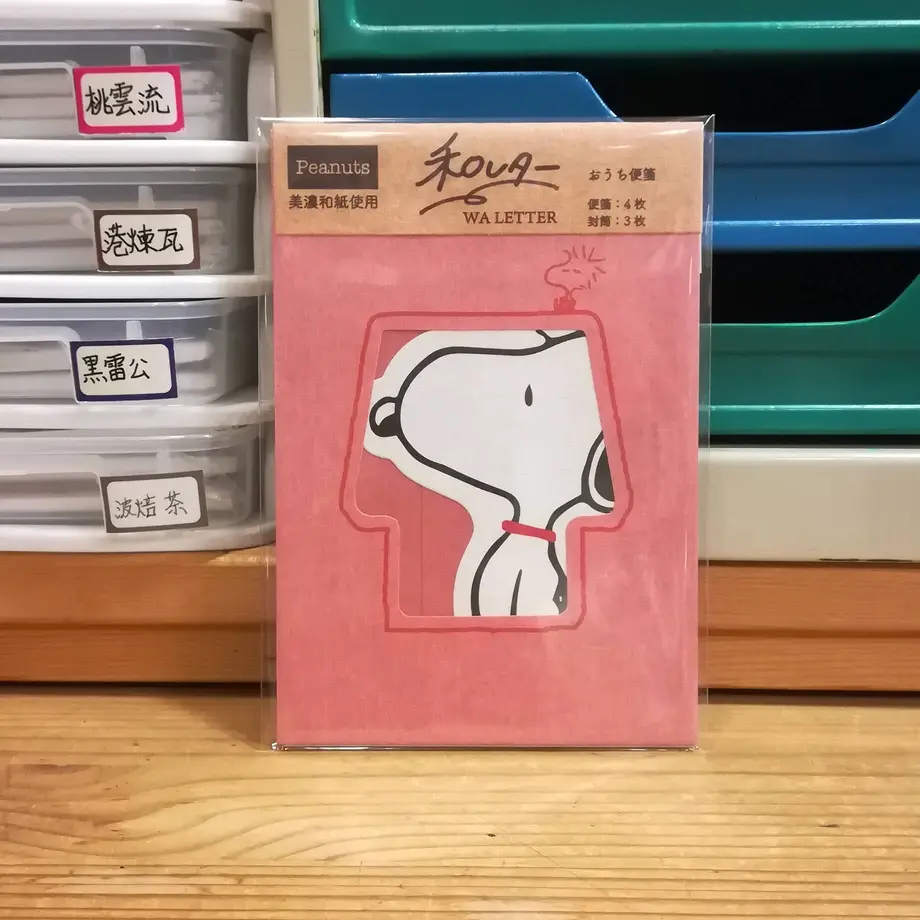 桃雲流
港煉瓦
黒雷公
波焙茶
Peanuts
美濃和紙使用
和レター
WA LETTER
おうち便箋
便箋：4枚
封筒：3枚